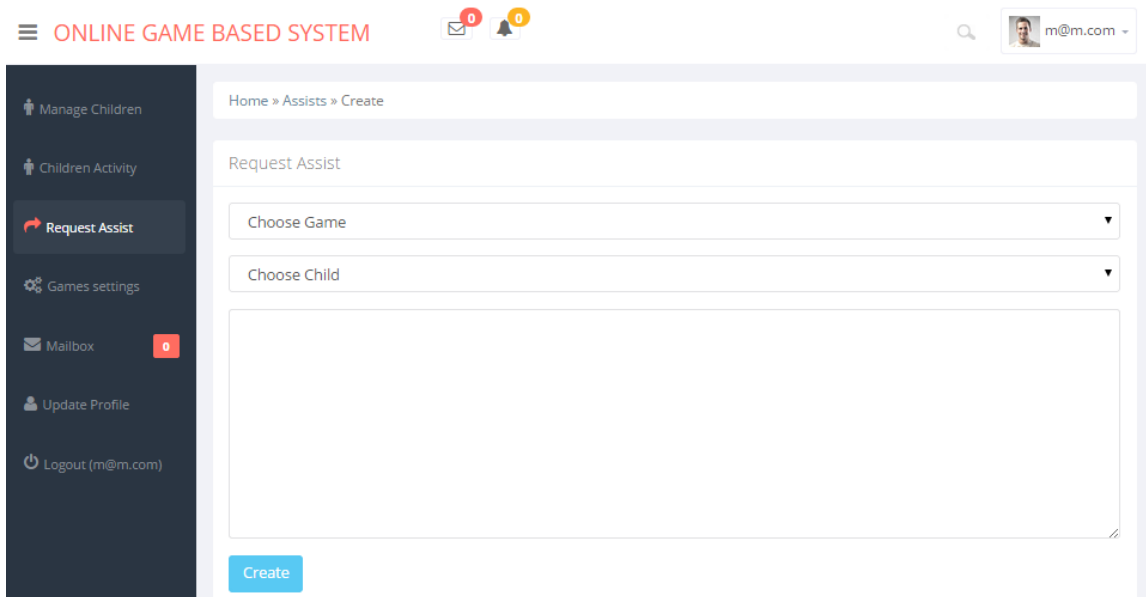 ONLINE GAME BASED SYSTEM
0
0
m@m.com
Manage Children
Children Activity
Request Assist
Games settings
Mailbox
0
Update Profile
Logout (m@m.com)
Home » Assists » Create
Request Assist
Choose Game
Choose Child
Create